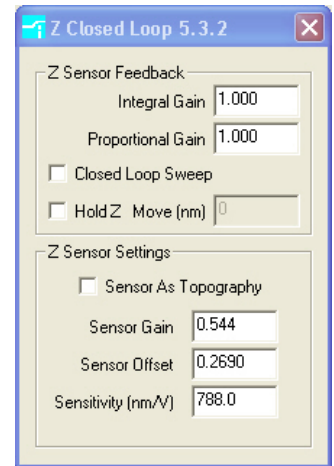 Z Closed Loop 5.3.2
Z Sensor Feedback
Integral Gain 1.000
Proportional Gain 1.000
Closed Loop Sweep
Hold Z Move (nm) 0
Z Sensor Settings
Sensor As Topography
Sensor Gain 0.544
Sensor Offset 0.2690
Sensitivity (nm/V) 788.0